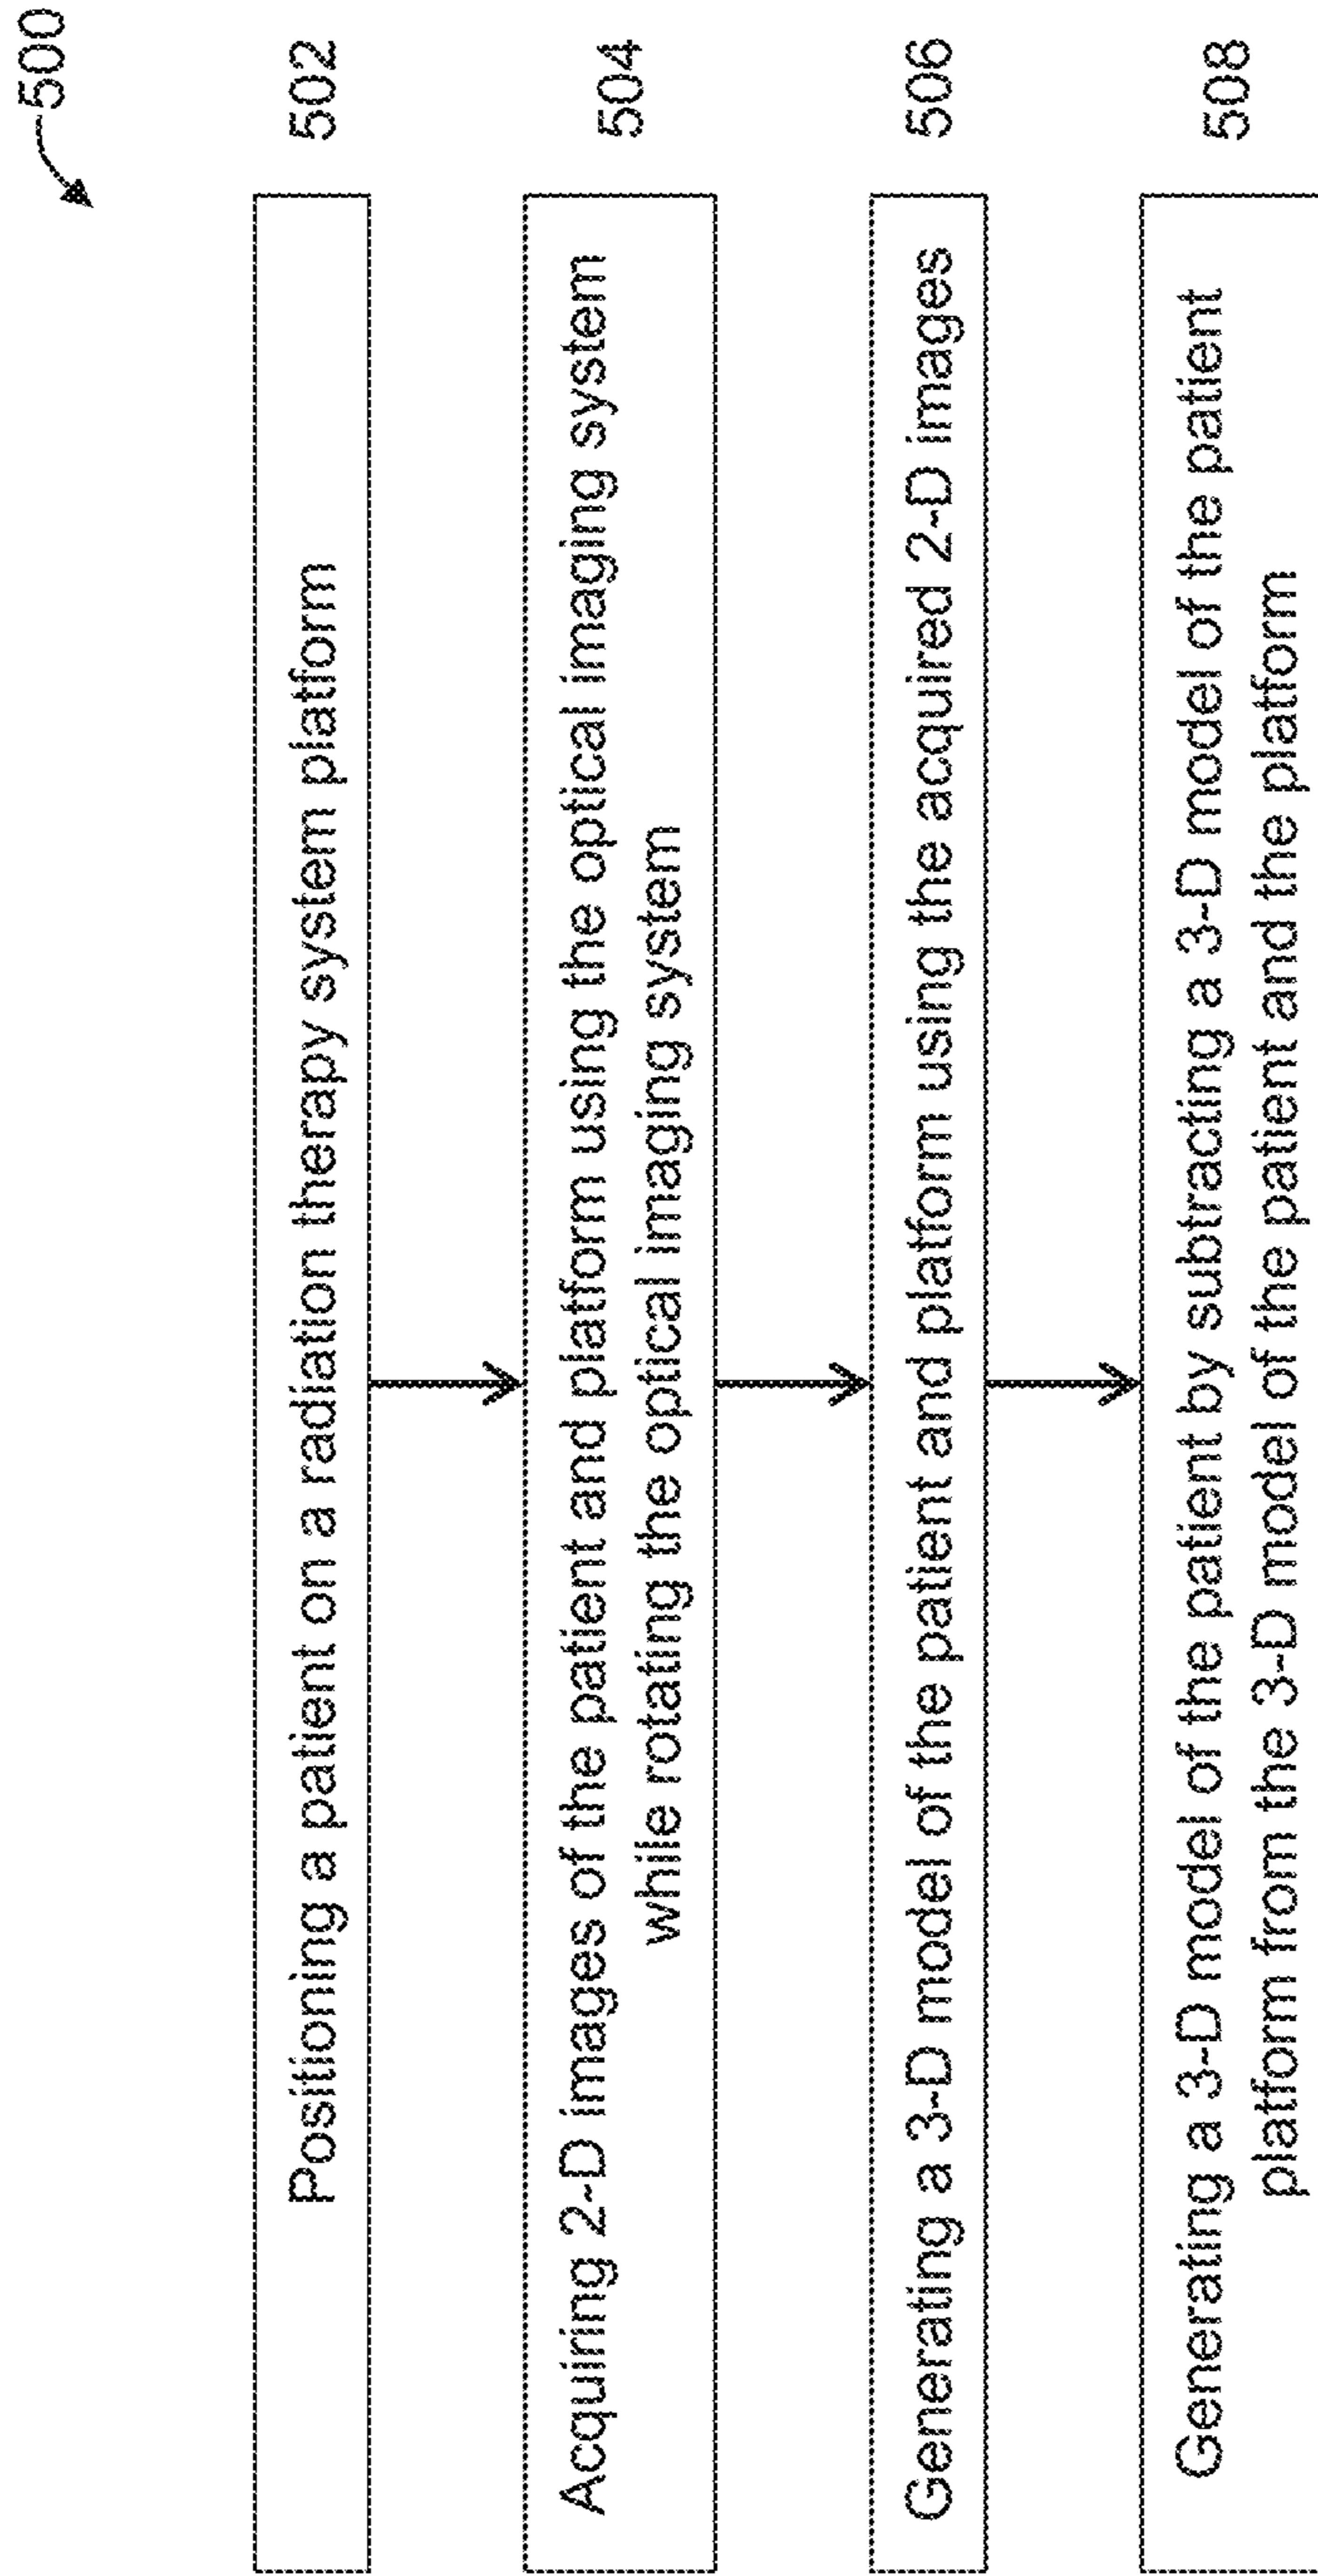 500
Positioning a patient on a radiation therapy system platform
502
Acquiring 2-D images of the patient and platform using the optical imaging system
while rotating the optical imaging system
504
Generating a 3-D model of the patient and platform using the acquired 2-D images
506
Generating a 3-D model of the patient by subtracting a 3-D model of the patient
platform from the 3-D model of the patient and the platform
508